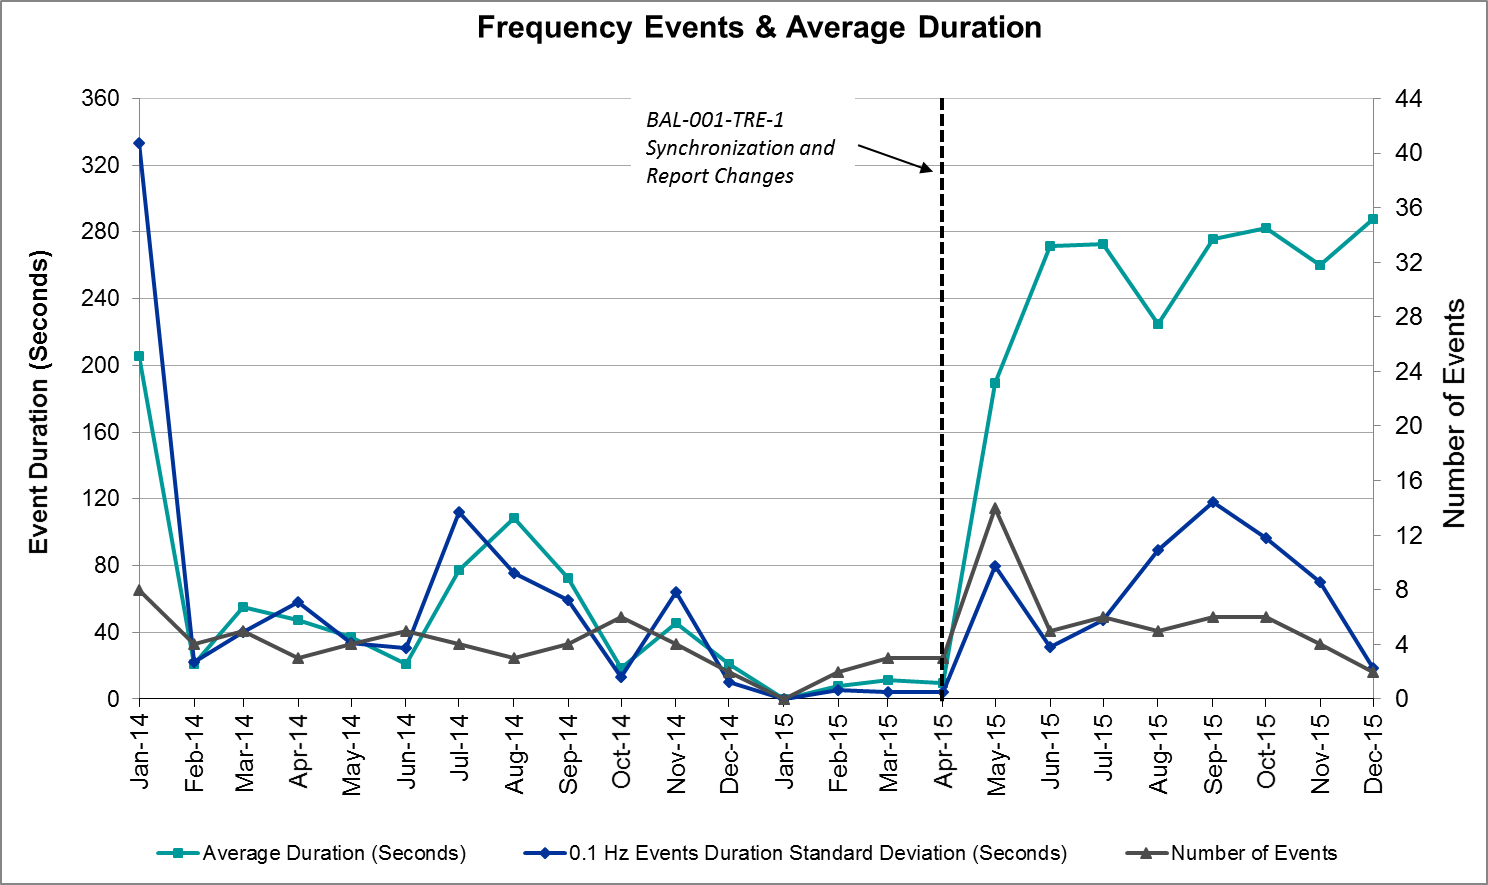 Frequency Events & Average Duration
BAL-001-TRE-1
Synchronization and
Report Changes
Event Duration (Seconds)
360
320
280
240
200
160
120
80
40
0
44
40
36
32
28
24
20
16
12
8
4
0
Number of Events
Jan-14
Feb-14
Mar-14
Apr-14
May-14
Jun-14
Jul-14
Aug-14
Sep-14
Oct-14
Nov-14
Dec-14
Jan-15
Feb-15
Mar-15
Apr-15
May-15
Jun-15
Jul-15
Aug-15
Sep-15
Oct-15
Nov-15
Dec-15
Average Duration (Seconds)
0.1 Hz Events Duration Standard Deviation (Seconds)
Number of Events